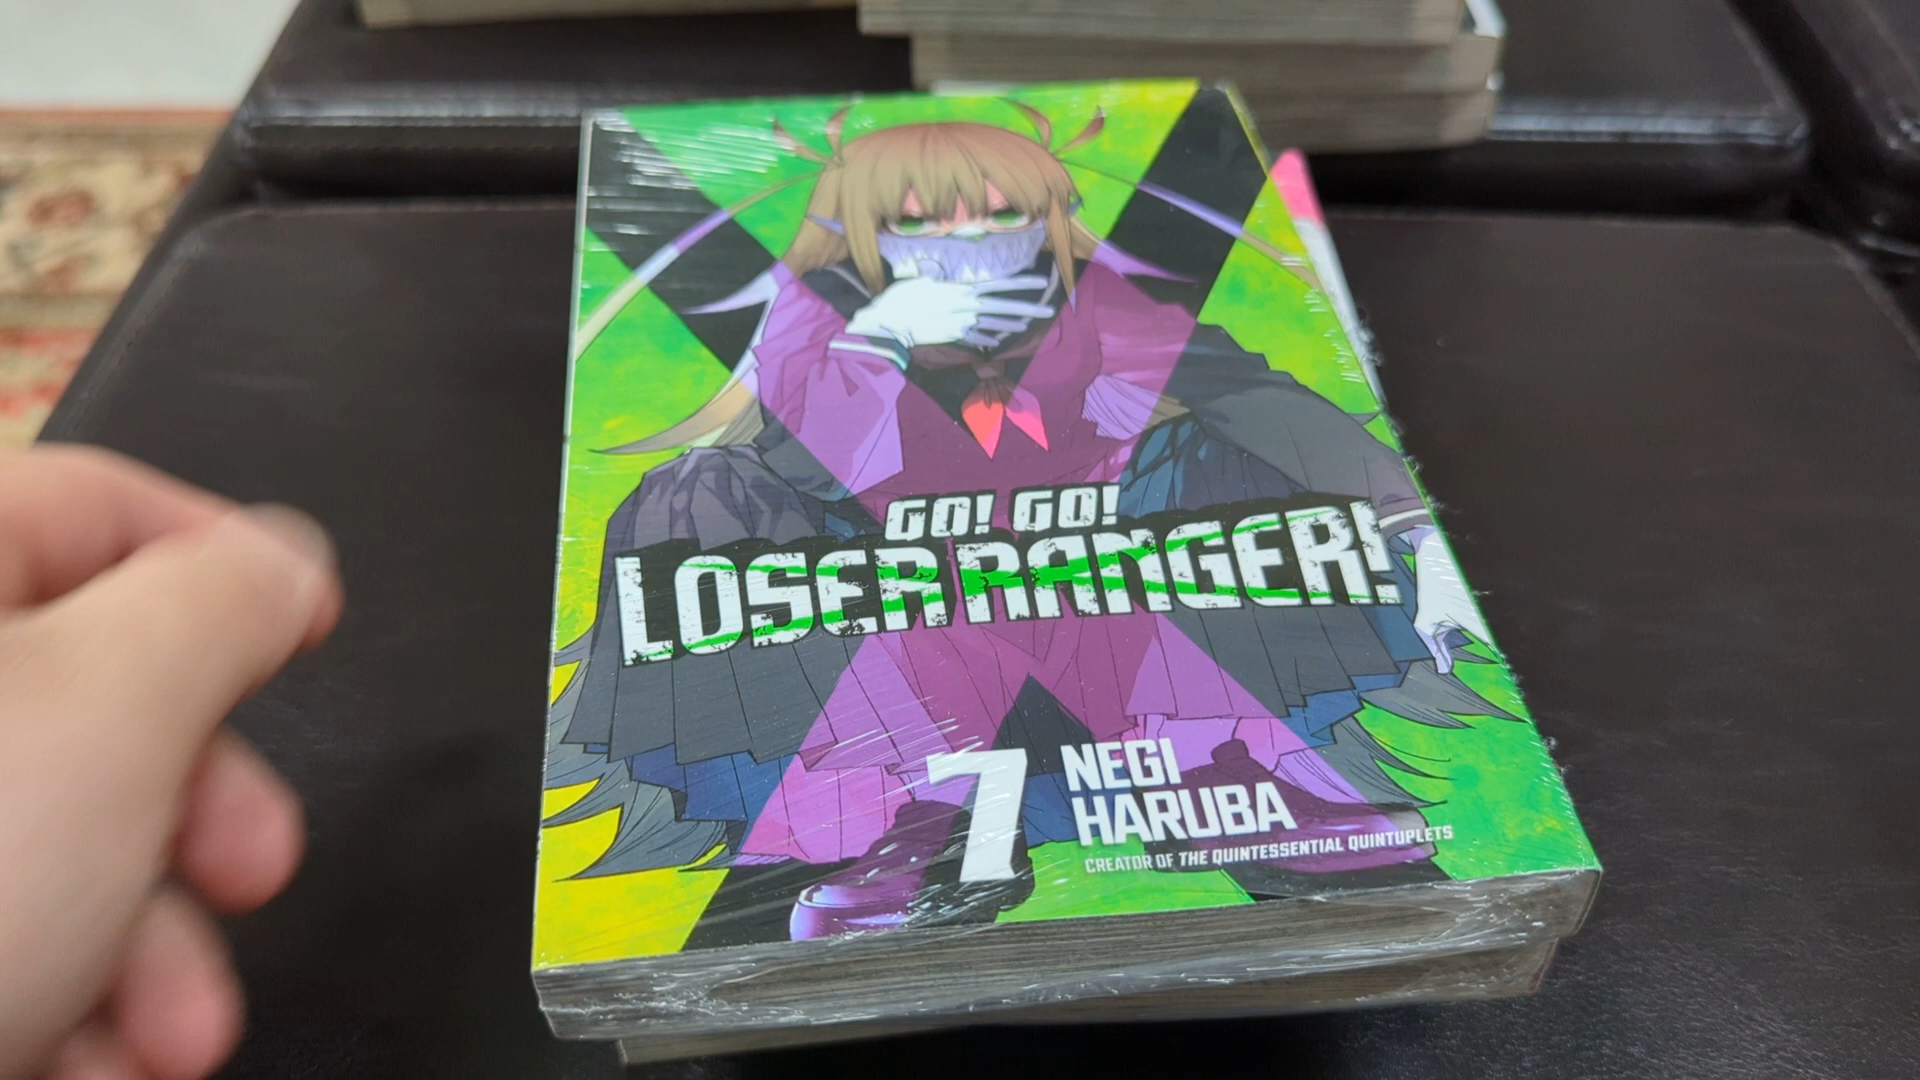 GO! GO!
LOSER RANGER!
7
NEGI
HARUBA
CREATOR OF THE QUINTESSENTIAL QUINTUPLETS